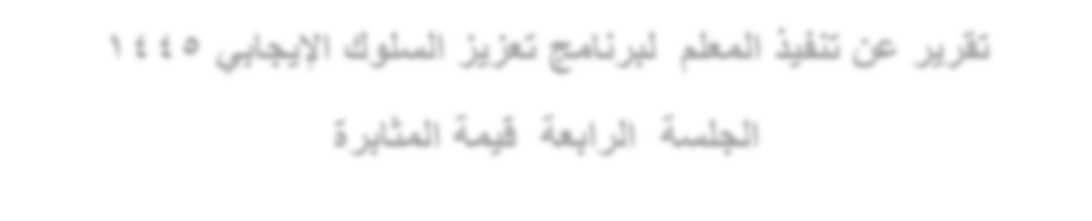 تقرير عن تنفيذ المعلم لبرنامج تعزيز السلوك الإيجابي ١٤٤٥
الجلسة الرابعة قيمة المثابرة